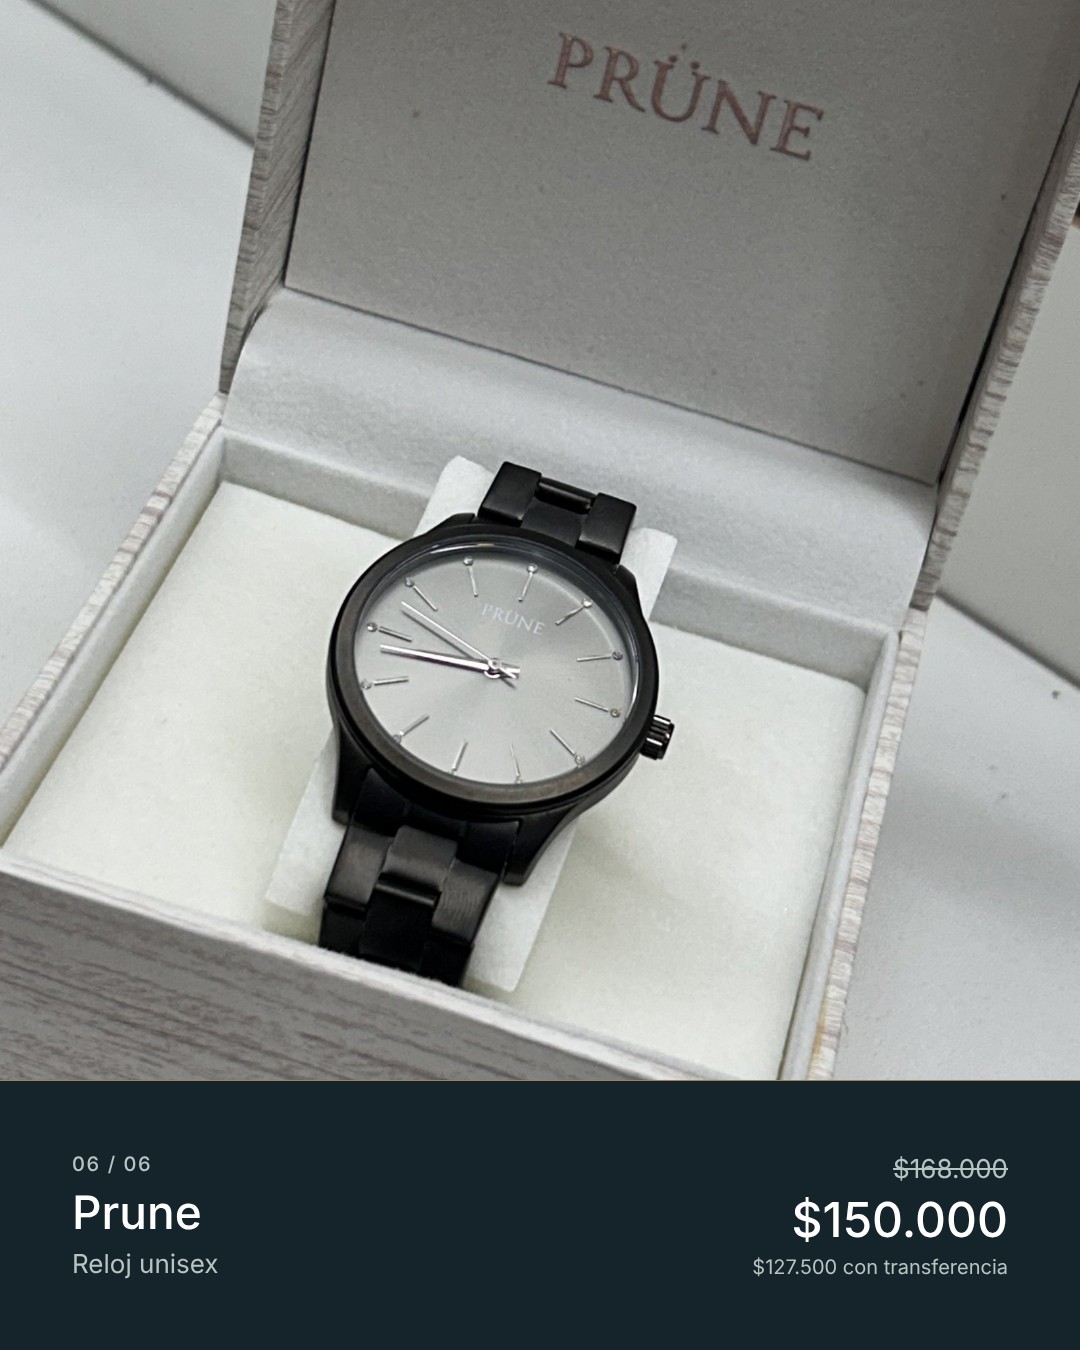 PRÜNE
PRÜNE
06 / 06
Prune
Reloj unisex
$168.000
$150.000
$127.500 con transferencia